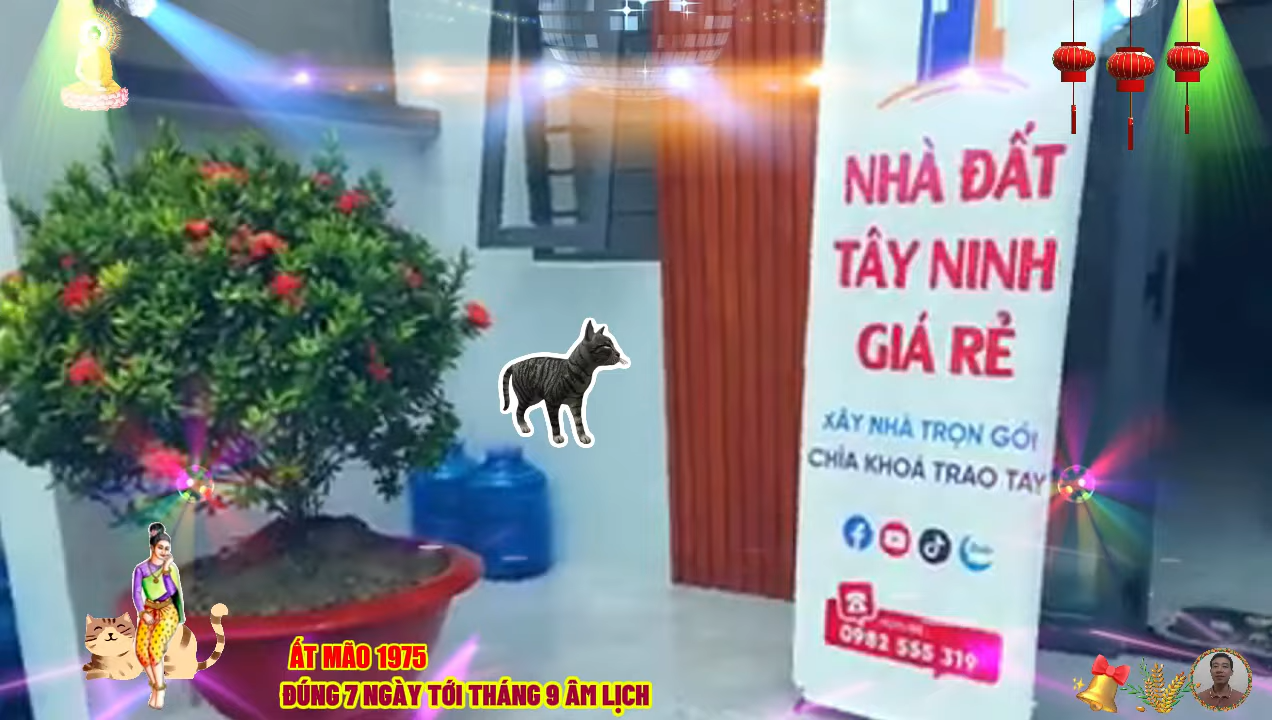 NHÀ ĐẤT
TÂY NINH
GIÁ RẺ
XÂY NHÀ TRỌN GÓI
CHÌA KHOÁ TRAO TAY
0982 555 319
ẤT MÃO 1975
ĐÚNG 7 NGÀY TỚI THÁNG 9 ÂM LỊCH